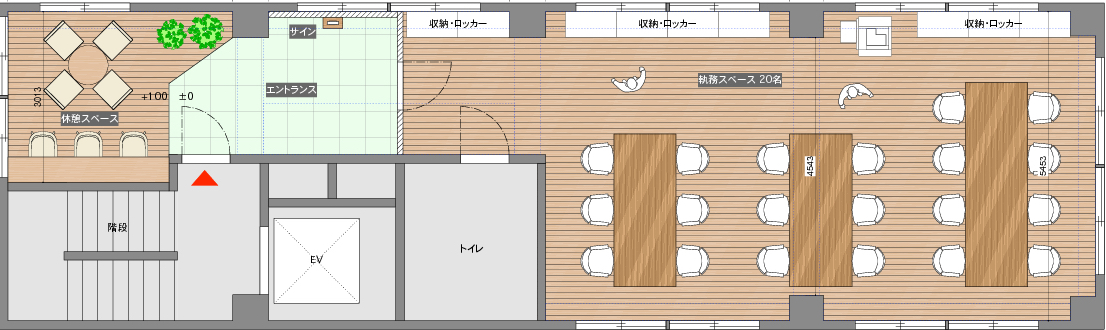 収納・ロッカー
収納・ロッカー
収納・ロッカー
サイン
執務スペース 20名
エントランス
+100
±0
3013
休憩スペース
4543
5453
階段
トイレ
EV